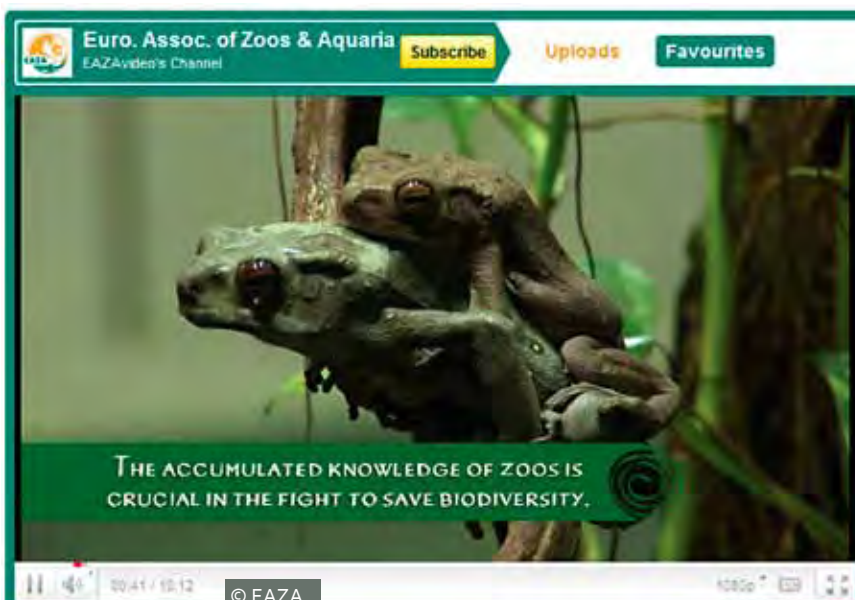 Euro. Assoc. of Zoos & Aquaria
EAZAvideo's Channel
Subscribe
Uploads
Favourites
EAZA
THE ACCUMULATED KNOWLEDGE OF ZOOS IS
CRUCIAL IN THE FIGHT TO SAVE BIODIVERSITY.
00:41 / 10:12
1080p
© EAZA